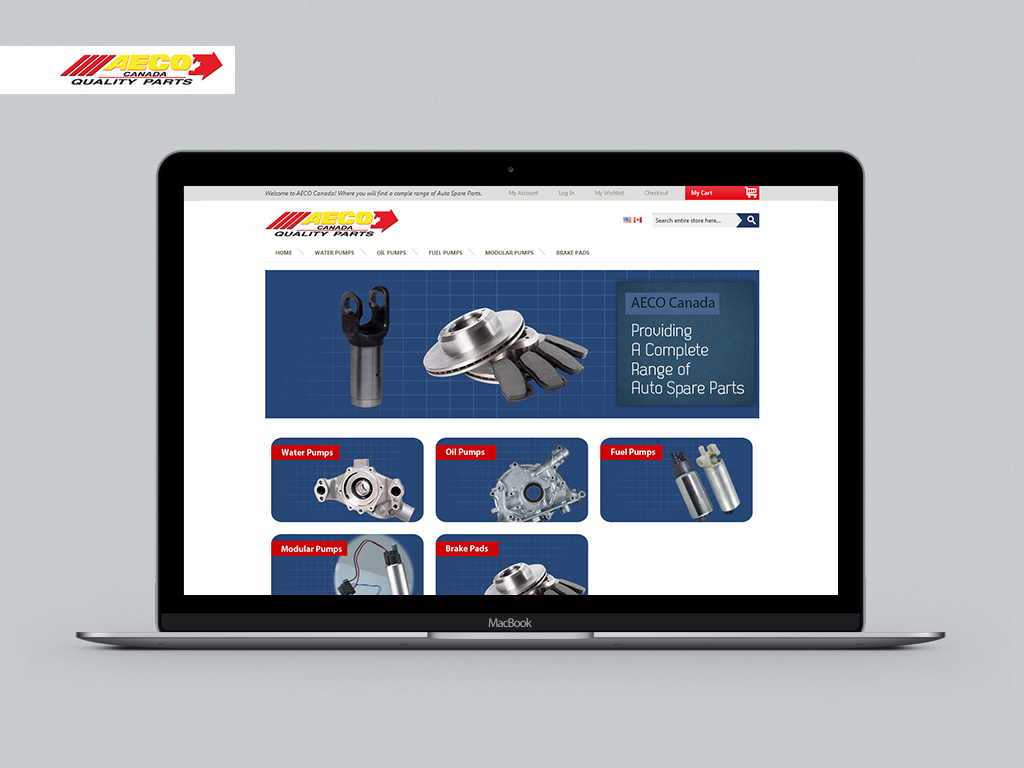 AECO
CANADA
QUALITY PARTS
Welcome to AECO Canada! Where you will find a comple range of Auto Spare Parts.
My Account
Log In
My Wishlist
Checkout
My Cart
AECO
CANADA
QUALITY PARTS
Search entire store here...
HOME
WATER PUMPS
OIL PUMPS
FUEL PUMPS
MODULAR PUMPS
BRAKE PADS
AECO Canada
Providing
A Complete
Range of
Auto Spare Parts
Water Pumps
Oil Pumps
Fuel Pumps
Modular Pumps
Brake Pads
MacBook